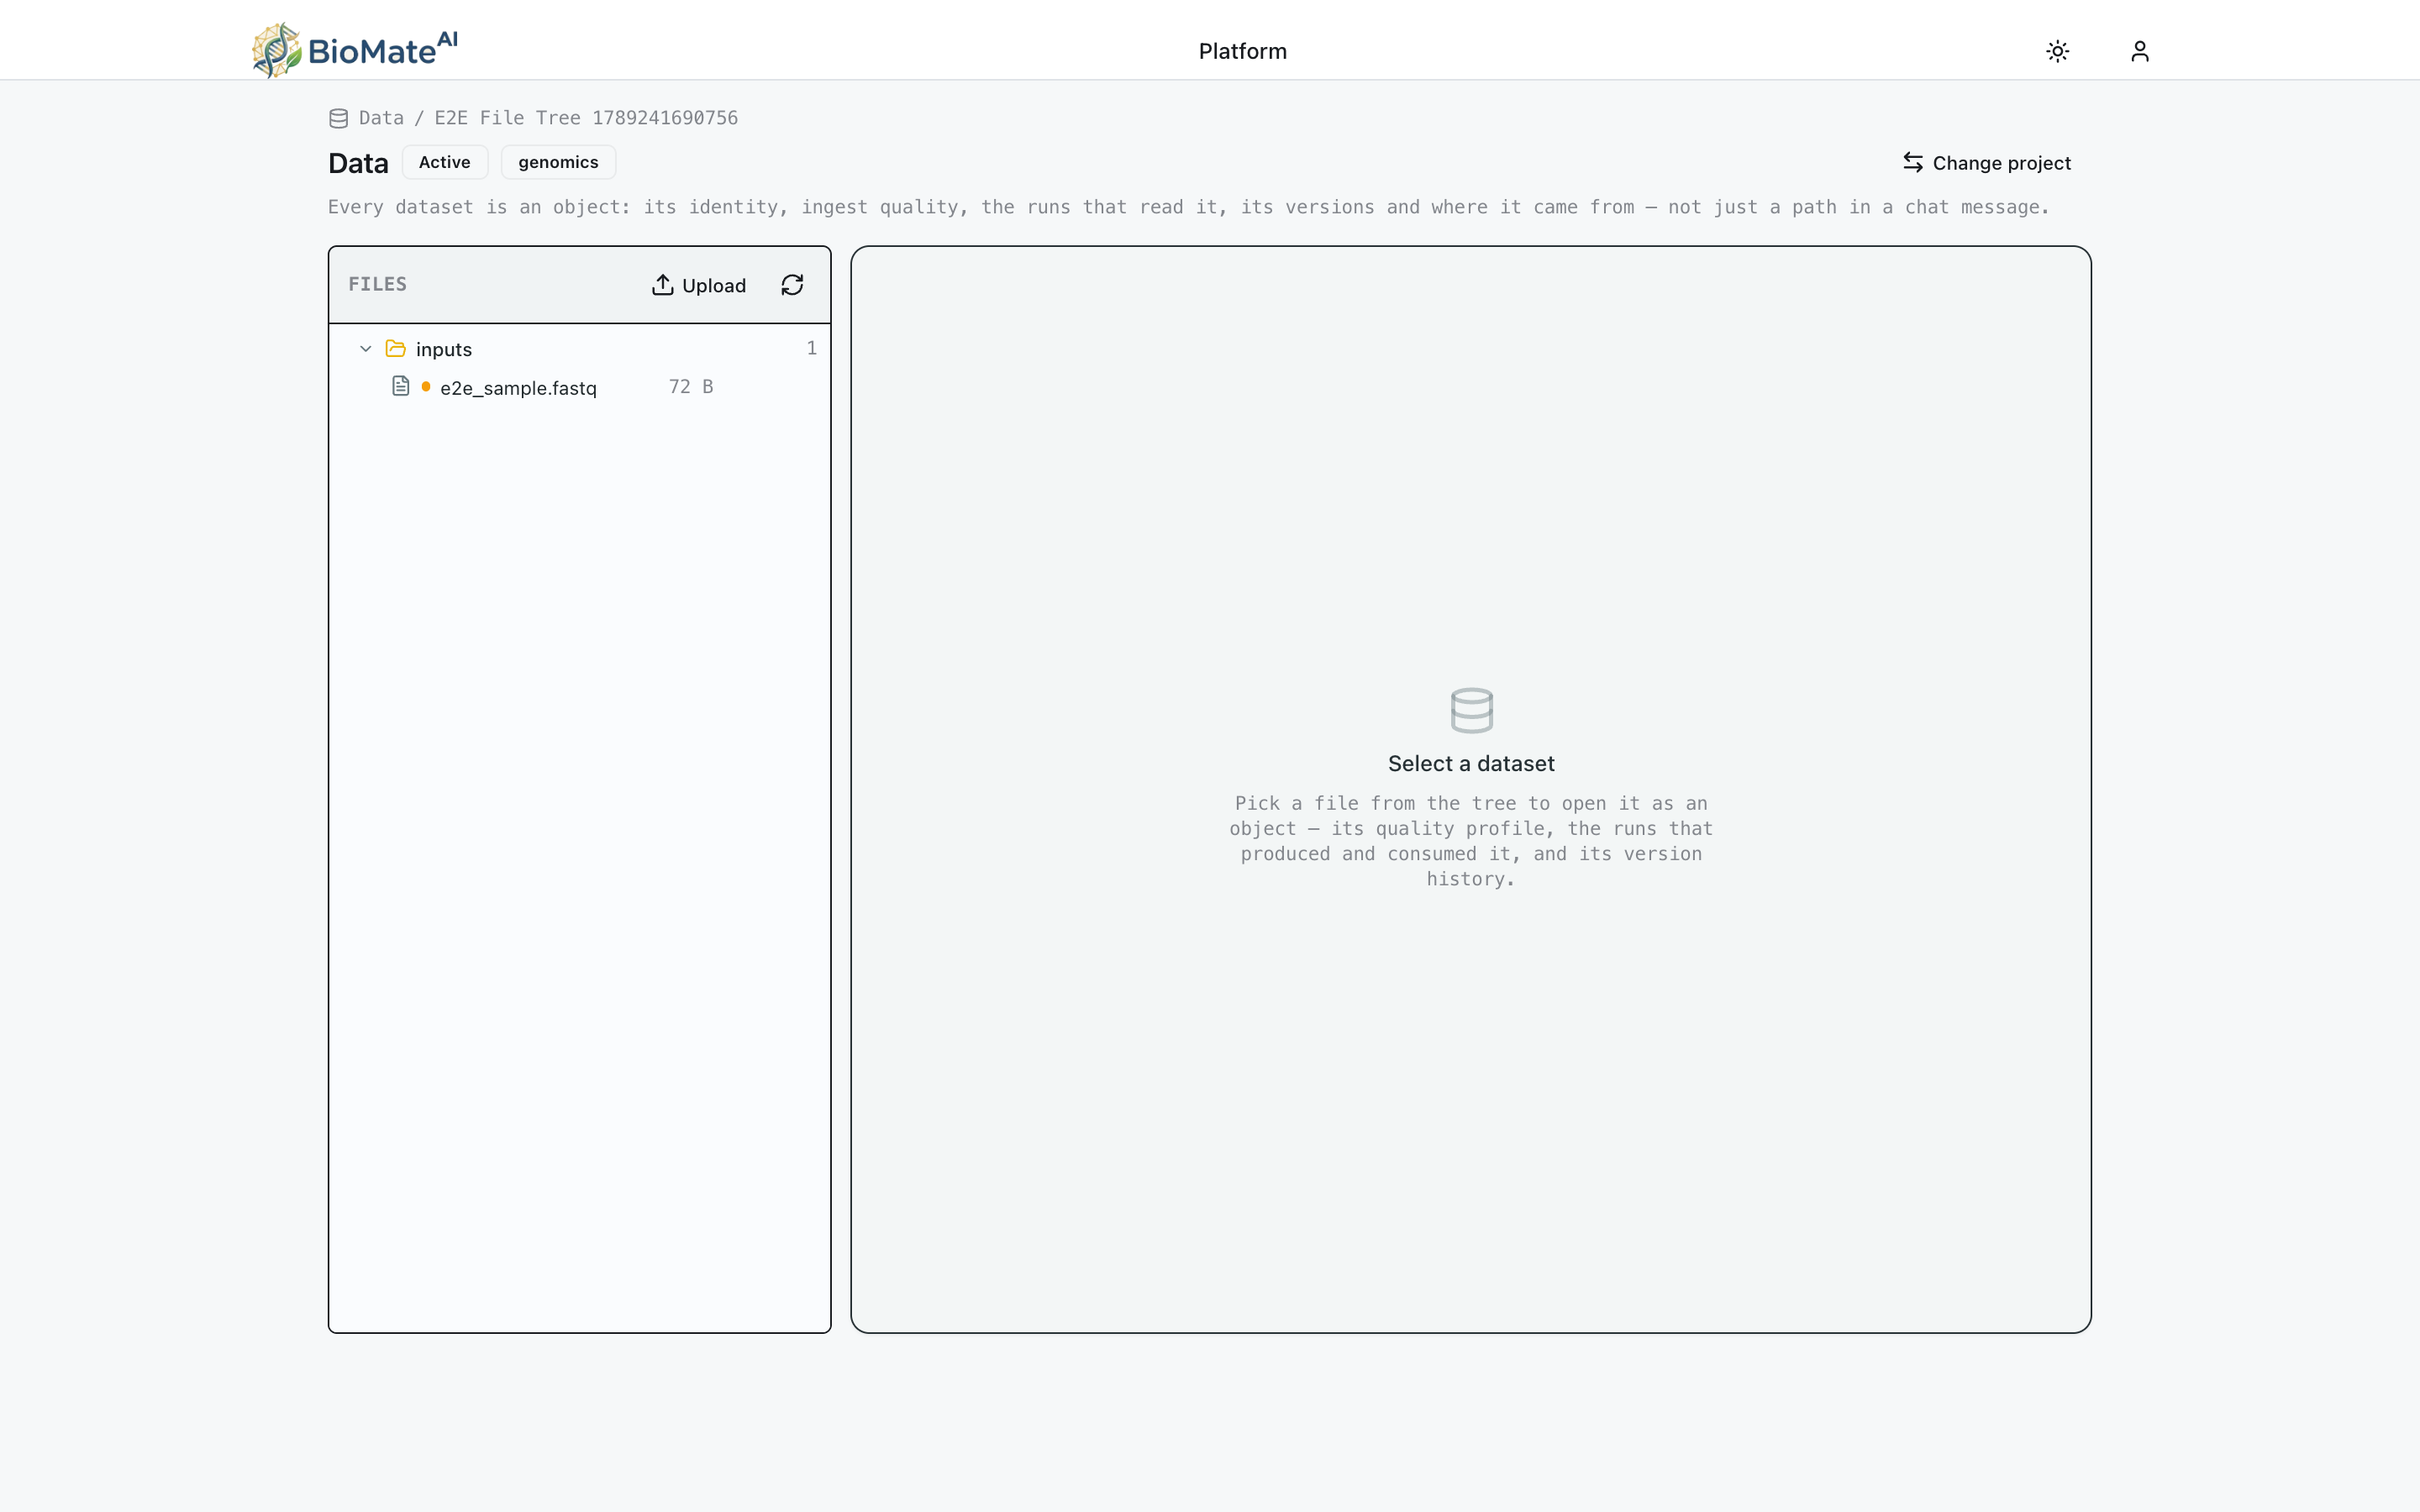 BioMate AI
Platform
Data / E2E File Tree 1789241690756
Data Active genomics
Change project
Every dataset is an object: its identity, ingest quality, the runs that read it, its versions and where it came from — not just a path in a chat message.
FILES
Upload
inputs 1
e2e_sample.fastq 72 B
Select a dataset
Pick a file from the tree to open it as an
object — its quality profile, the runs that
produced and consumed it, and its version
history.